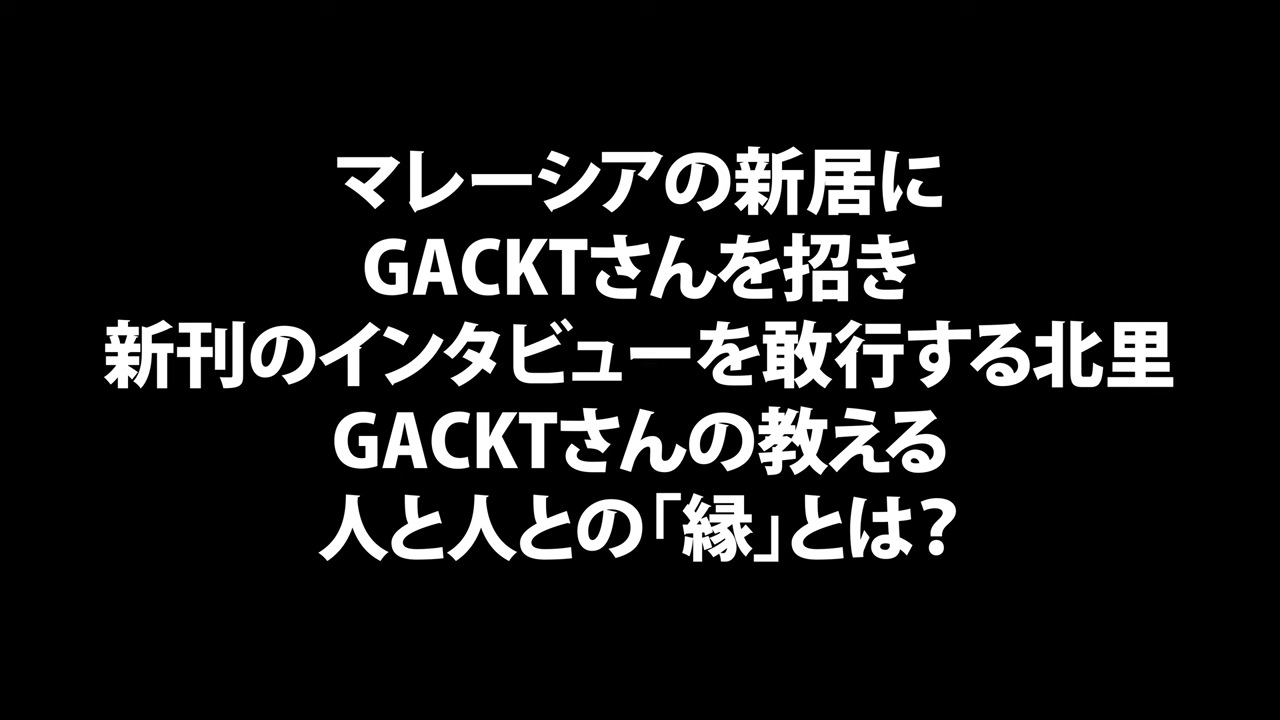 マレーシアの新居に
GACKTさんを招き
新刊のインタビューを敢行する北里
GACKTさんの教える
人と人との「縁」とは？